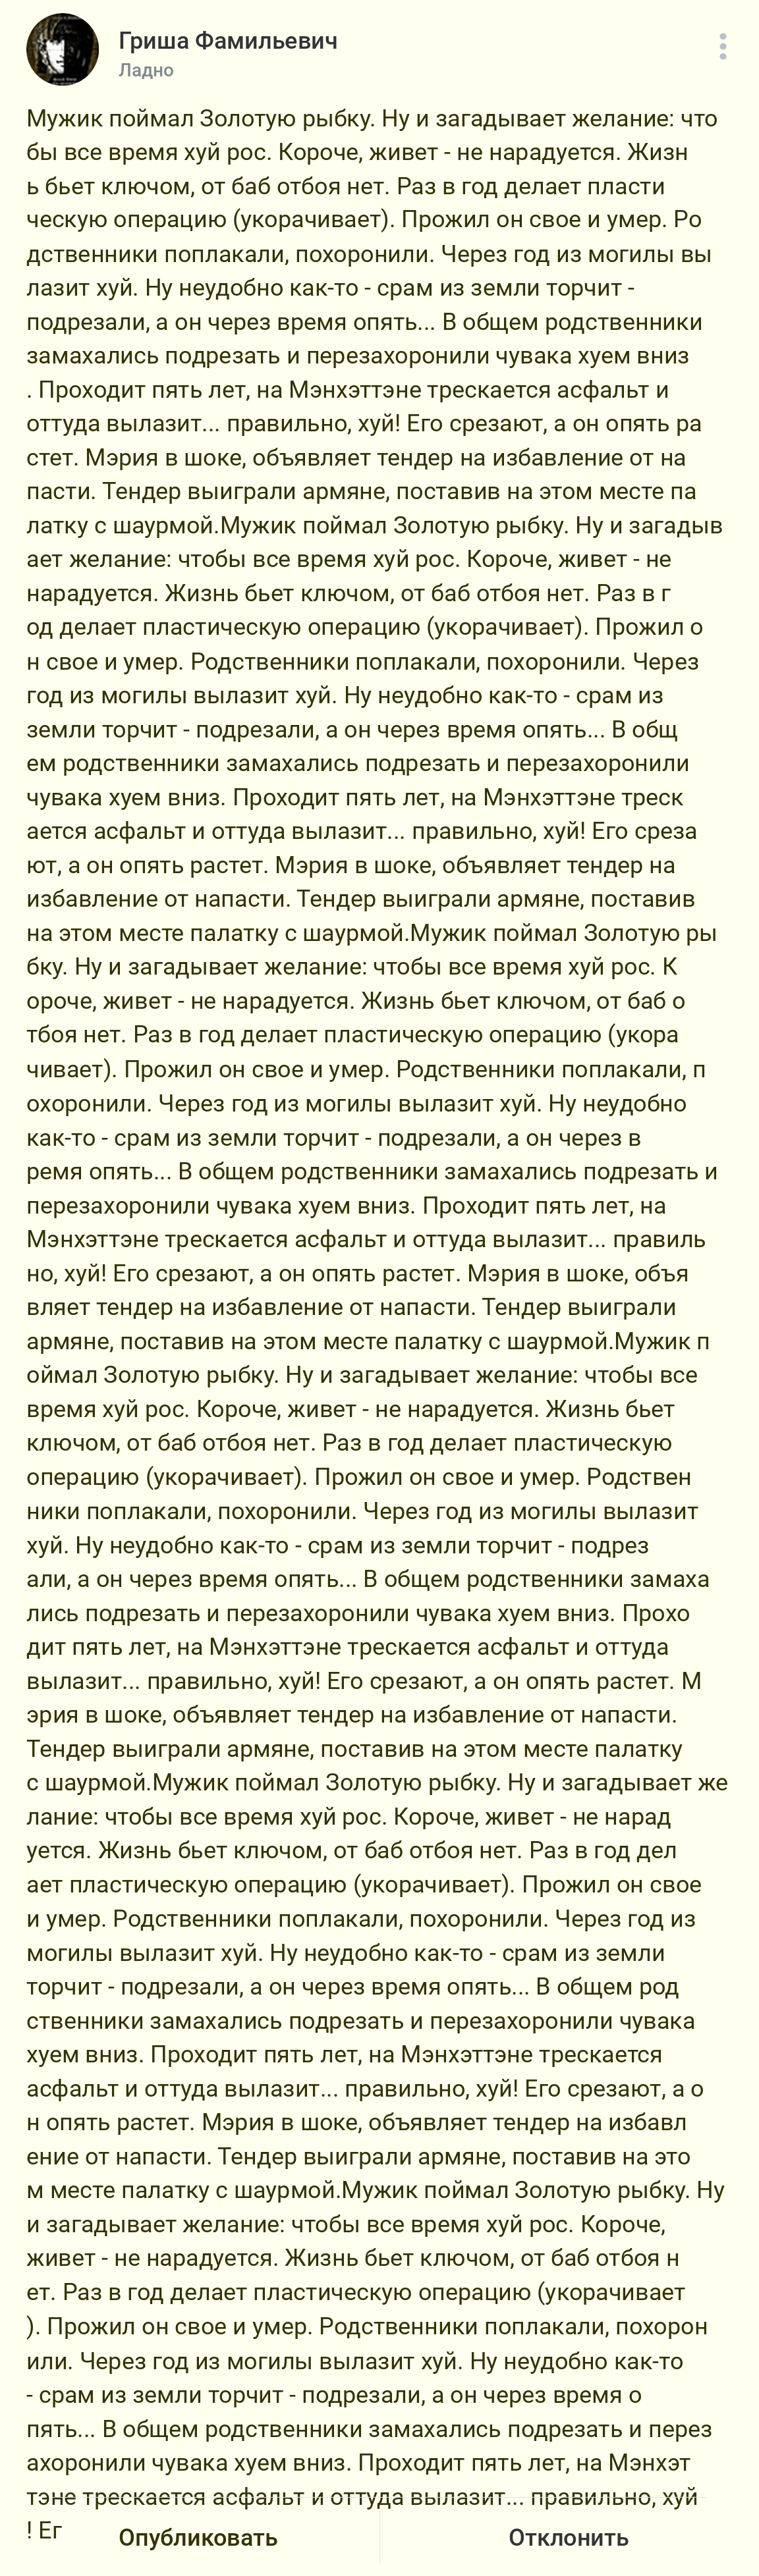 Гриша Фамильевич
Ладно
Мужик поймал Золотую рыбку. Ну и загадывает желание: что
бы все время хуй рос. Короче, живет - не нарадуется. Жизн
ь бьет ключом, от баб отбоя нет. Раз в год делает пласти
ческую операцию (укорачивает). Прожил он свое и умер. Ро
дственники поплакали, похоронили. Через год из могилы вы
лазит хуй. Ну неудобно как-то - срам из земли торчит -
подрезали, а он через время опять... В общем родственники
замахались подрезать и перезахоронили чувака хуем вниз
. Проходит пять лет, на Мэнхэттэне трескается асфальт и
оттуда вылазит... правильно, хуй! Его срезают, а он опять ра
стет. Мэрия в шоке, объявляет тендер на избавление от на
пасти. Тендер выиграли армяне, поставив на этом месте па
латку с шаурмой.Мужик поймал Золотую рыбку. Ну и загадыв
ает желание: чтобы все время хуй рос. Короче, живет - не
нарадуется. Жизнь бьет ключом, от баб отбоя нет. Раз в г
од делает пластическую операцию (укорачивает). Прожил о
н свое и умер. Родственники поплакали, похоронили. Через
год из могилы вылазит хуй. Ну неудобно как-то - срам из
земли торчит - подрезали, а он через время опять... В общ
ем родственники замахались подрезать и перезахоронили
чувака хуем вниз. Проходит пять лет, на Мэнхэттэне треск
ается асфальт и оттуда вылазит... правильно, хуй! Его среза
ют, а он опять растет. Мэрия в шоке, объявляет тендер на
избавление от напасти. Тендер выиграли армяне, поставив
на этом месте палатку с шаурмой.Мужик поймал Золотую ры
бку. Ну и загадывает желание: чтобы все время хуй рос. К
ороче, живет - не нарадуется. Жизнь бьет ключом, от баб о
тбоя нет. Раз в год делает пластическую операцию (укора
чивает). Прожил он свое и умер. Родственники поплакали, п
охоронили. Через год из могилы вылазит хуй. Ну неудобно
как-то - срам из земли торчит - подрезали, а он через в
ремя опять... В общем родственники замахались подрезать и
перезахоронили чувака хуем вниз. Проходит пять лет, на
Мэнхэттэне трескается асфальт и оттуда вылазит... правиль
но, хуй! Его срезают, а он опять растет. Мэрия в шоке, объя
вляет тендер на избавление от напасти. Тендер выиграли
армяне, поставив на этом месте палатку с шаурмой.Мужик п
оймал Золотую рыбку. Ну и загадывает желание: чтобы все
время хуй рос. Короче, живет - не нарадуется. Жизнь бьет
ключом, от баб отбоя нет. Раз в год делает пластическую
операцию (укорачивает). Прожил он свое и умер. Родствен
ники поплакали, похоронили. Через год из могилы вылазит
хуй. Ну неудобно как-то - срам из земли торчит - подрез
али, а он через время опять... В общем родственники замаха
лись подрезать и перезахоронили чувака хуем вниз. Прохо
дит пять лет, на Мэнхэттэне трескается асфальт и оттуда
вылазит... правильно, хуй! Его срезают, а он опять растет. М
эрия в шоке, объявляет тендер на избавление от напасти.
Тендер выиграли армяне, поставив на этом месте палатку
с шаурмой.Мужик поймал Золотую рыбку. Ну и загадывает же
лание: чтобы все время хуй рос. Короче, живет - не нарад
уется. Жизнь бьет ключом, от баб отбоя нет. Раз в год дел
ает пластическую операцию (укорачивает). Прожил он свое
и умер. Родственники поплакали, похоронили. Через год из
могилы вылазит хуй. Ну неудобно как-то - срам из земли
торчит - подрезали, а он через время опять... В общем род
ственники замахались подрезать и перезахоронили чувака
хуем вниз. Проходит пять лет, на Мэнхэттэне трескается
асфальт и оттуда вылазит... правильно, хуй! Его срезают, а о
н опять растет. Мэрия в шоке, объявляет тендер на избавл
ение от напасти. Тендер выиграли армяне, поставив на это
м месте палатку с шаурмой.Мужик поймал Золотую рыбку. Ну
и загадывает желание: чтобы все время хуй рос. Короче,
живет - не нарадуется. Жизнь бьет ключом, от баб отбоя н
ет. Раз в год делает пластическую операцию (укорачивает
). Прожил он свое и умер. Родственники поплакали, похорон
или. Через год из могилы вылазит хуй. Ну неудобно как-то
- срам из земли торчит - подрезали, а он через время о
пять... В общем родственники замахались подрезать и перез
ахоронили чувака хуем вниз. Проходит пять лет, на Мэнхэт
тэне трескается асфальт и оттуда вылазит... правильно, хуй
! Ег
Опубликовать
Отклонить